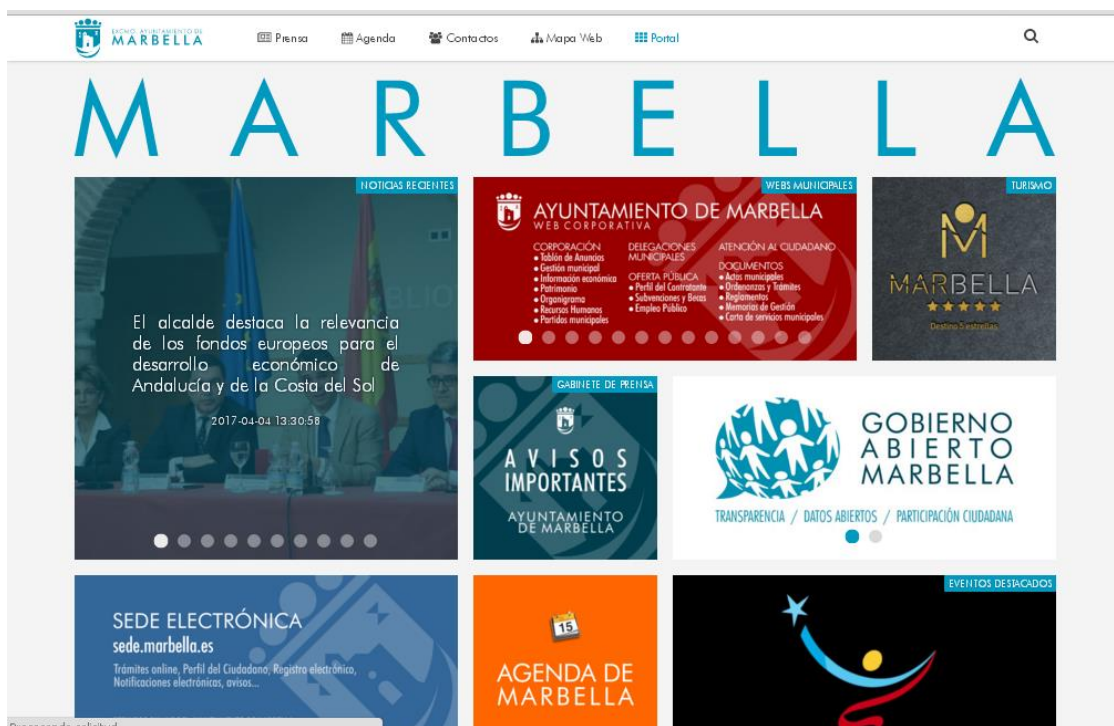 EXCMO. AYUNTAMIENTO DE
MARBELLA
Prensa
Agenda
Contactos
Mapa Web
Portal
MARBELLA
NOTICIAS RECIENTES
El alcalde destaca la relevancia
de los fondos europeos para el
desarrollo económico de
Andalucía y de la Costa del Sol
2017-04-04 13:30:58
WEBS MUNICIPALES
AYUNTAMIENTO DE MARBELLA
WEB CORPORATIVA
CORPORACIÓN
• Tablón de Anuncios
• Gestión municipal
• Información económica
• Patrimonio
• Organigrama
• Recursos Humanos
• Partidos municipales
DELEGACIONES
MUNICIPALES
OFERTA PÚBLICA
• Perfil del Contratante
• Subvenciones y Becas
• Empleo Público
ATENCIÓN AL CIUDADANO
DOCUMENTOS
• Actas municipales
• Ordenanzas y Trámites
• Reglamentos
• Memorias de Gestión
• Carta de servicios municipales
TURISMO
MARBELLA
Destino 5 estrellas
GABINETE DE PRENSA
AVISOS
IMPORTANTES
AYUNTAMIENTO
DE MARBELLA
GOBIERNO
ABIERTO
MARBELLA
TRANSPARENCIA / DATOS ABIERTOS / PARTICIPACIÓN CIUDADANA
SEDE ELECTRÓNICA
sede.marbella.es
Trámites online, Perfil del Ciudadano, Registro electrónico,
Notificaciones electrónicas, avisos...
15
AGENDA DE
MARBELLA
EVENTOS DESTACADOS